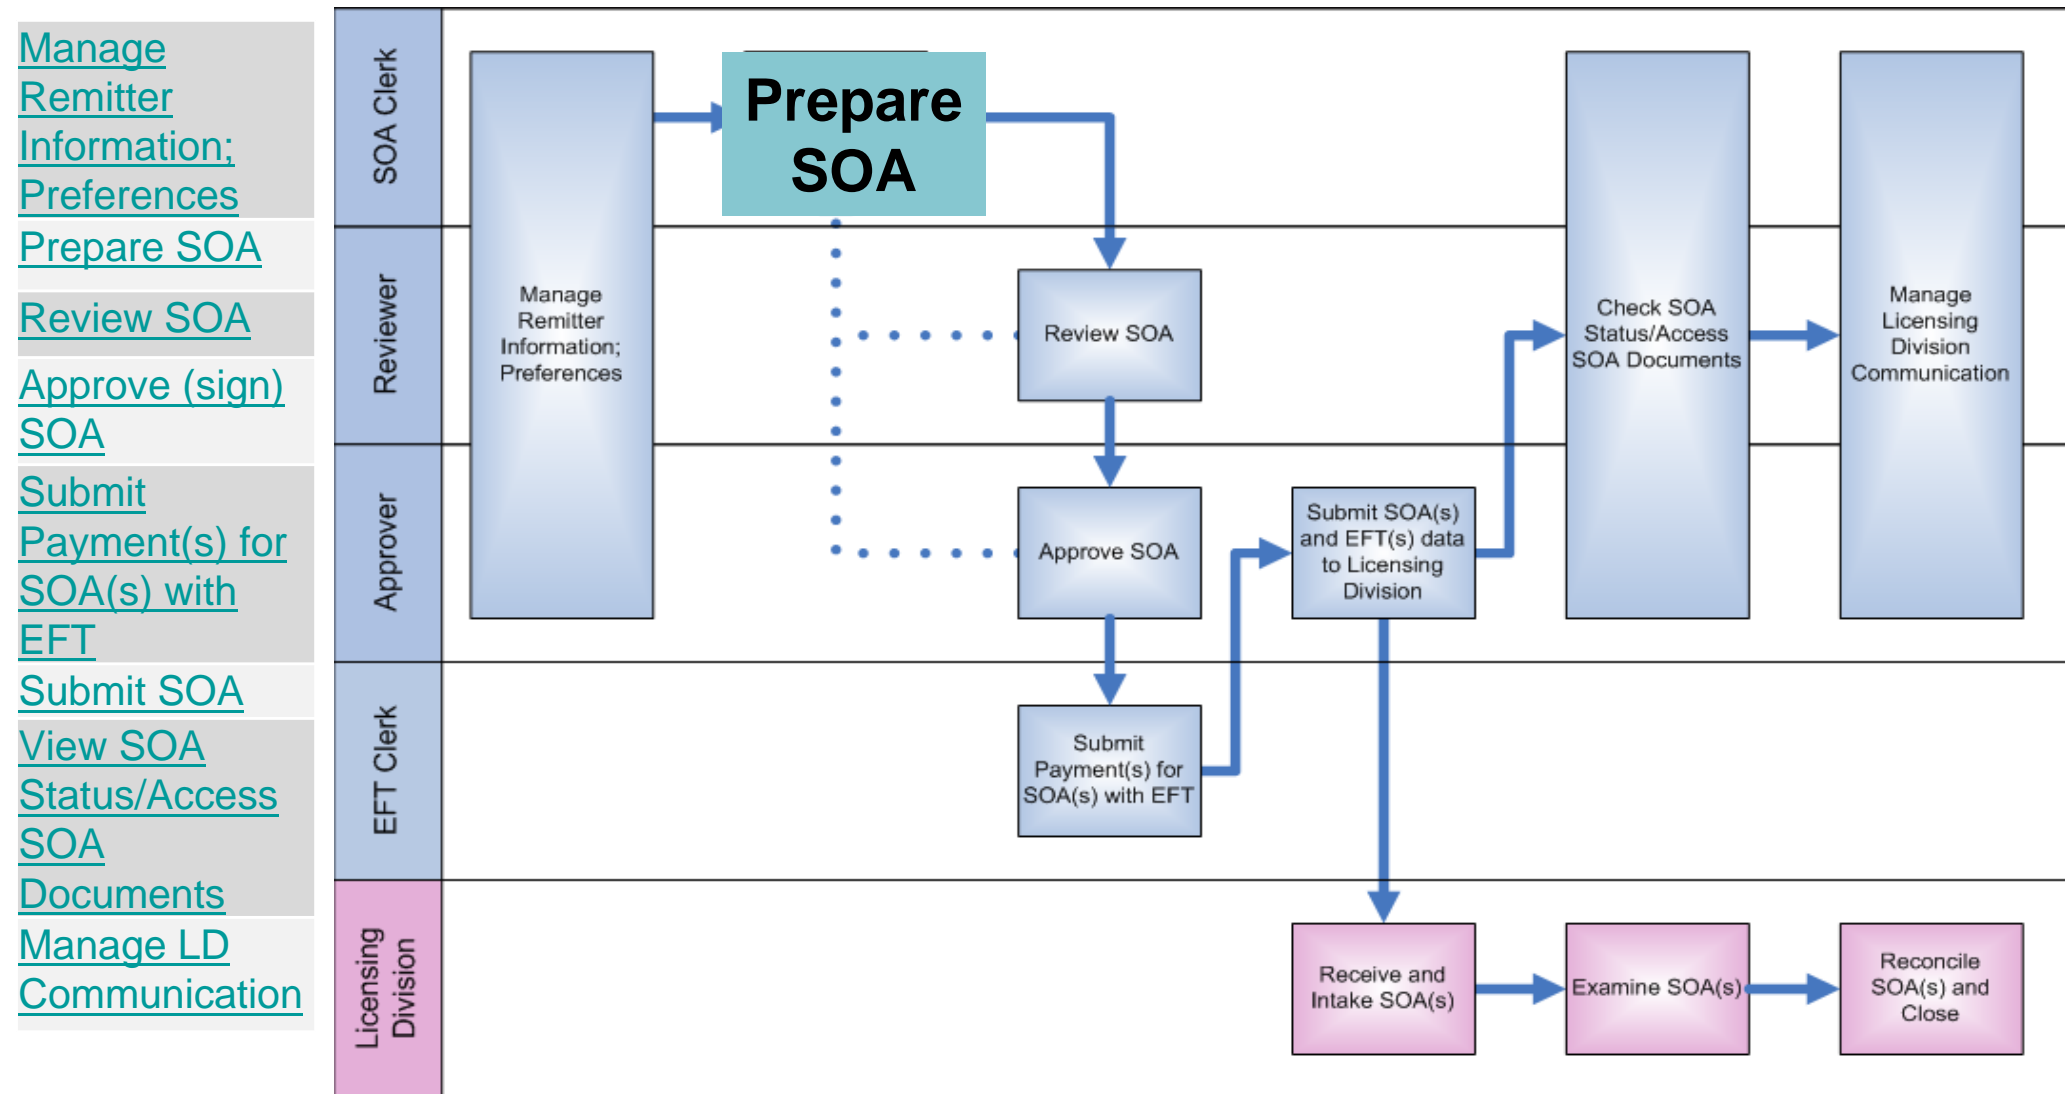 Manage
Remitter
Information;
Preferences
Prepare SOA
Review SOA
Approve (sign)
SOA
Submit
Payment(s) for
SOA(s) with
EFT
Submit SOA
View SOA
Status/Access
SOA
Documents
Manage LD
Communication
SOA Clerk
Reviewer
Approver
EFT Clerk
Licensing
Division
Manage
Remitter
Information;
Preferences
Prepare
SOA
Review SOA
Approve SOA
Submit
Payment(s) for
SOA(s) with EFT
Submit SOA(s)
and EFT(s) data
to Licensing
Division
Check SOA
Status/Access
SOA Documents
Manage
Licensing
Division
Communication
Receive and
Intake SOA(s)
Examine SOA(s)
Reconcile
SOA(s) and
Close